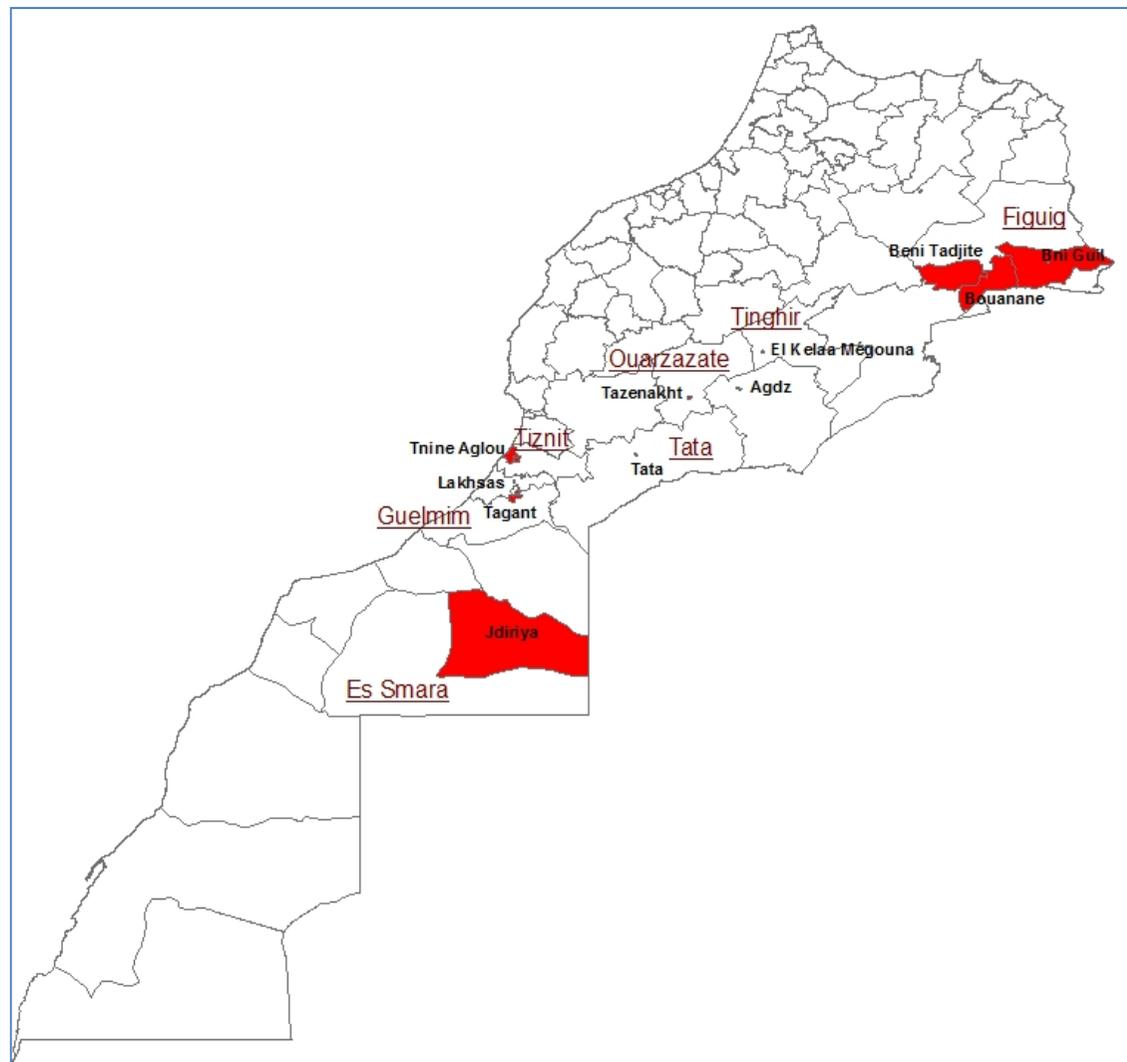 Figuig
Beni Tadjite
Bni Guil
Bouanane
Tinghir
El Kelaa Mégouna
Ouarzazate
Agdz
Tazenakht
Tiznit
Tnine Aglou
Tata
Tata
Lakhsas
Tagant
Guelmim
Jdiriya
Es Smara